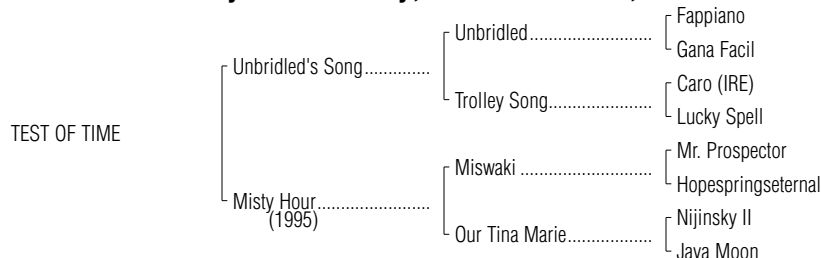 Fappiano
Unbridled..............................
Gana Facil
Unbridled's Song..............
Caro (IRE)
Trolley Song.........................
Lucky Spell
TEST OF TIME
Mr. Prospector
Miswaki ................................
Hopespringseternal
Misty Hour............................
(1995)
Nijinsky II
Our Tina Marie.....................
Java Moon